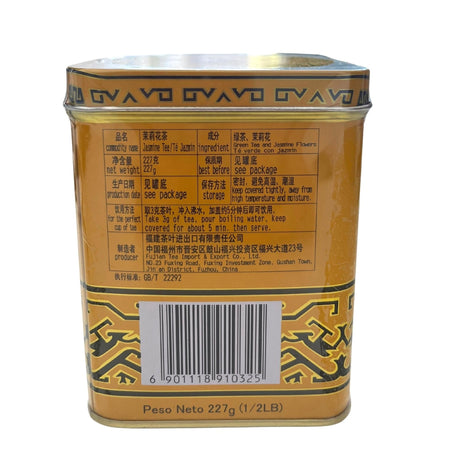 品名 茉莉花茶 成分 绿茶、茉莉花
commodity name Jasmine Tea/Té Jazmin ingredient Green Tea and Jasmine Flowers
Té verde con jazmin
净含量 227克 保质期 见罐底
net weight 227g best before see package
生产日期 见罐底 保存方法 密封，避免高温、潮湿
production date see package storage keep covered tightly, away from
high temperature and moisture.
饮用方法 取3克茶叶，冲入沸水，加盖约5分钟后即可饮用。
for the perfect Take 3g of tea, pour boiling water, Keep
cup of tea covered for about 5 min, then serve.
制造者 福建茶叶进出口有限责任公司
producer 中国福州市晋安区鼓山福兴投资区福兴大道23号
Fujian Tea Import & Export Co., Ltd.
NO.23 Fuxing Road, Fuxing Investment Zone, Gushan Town,
Jin'an District, Fuzhou, China
执行标准: GB/T 22292
6 901118 910325
Peso Neto 227g (1/2LB)